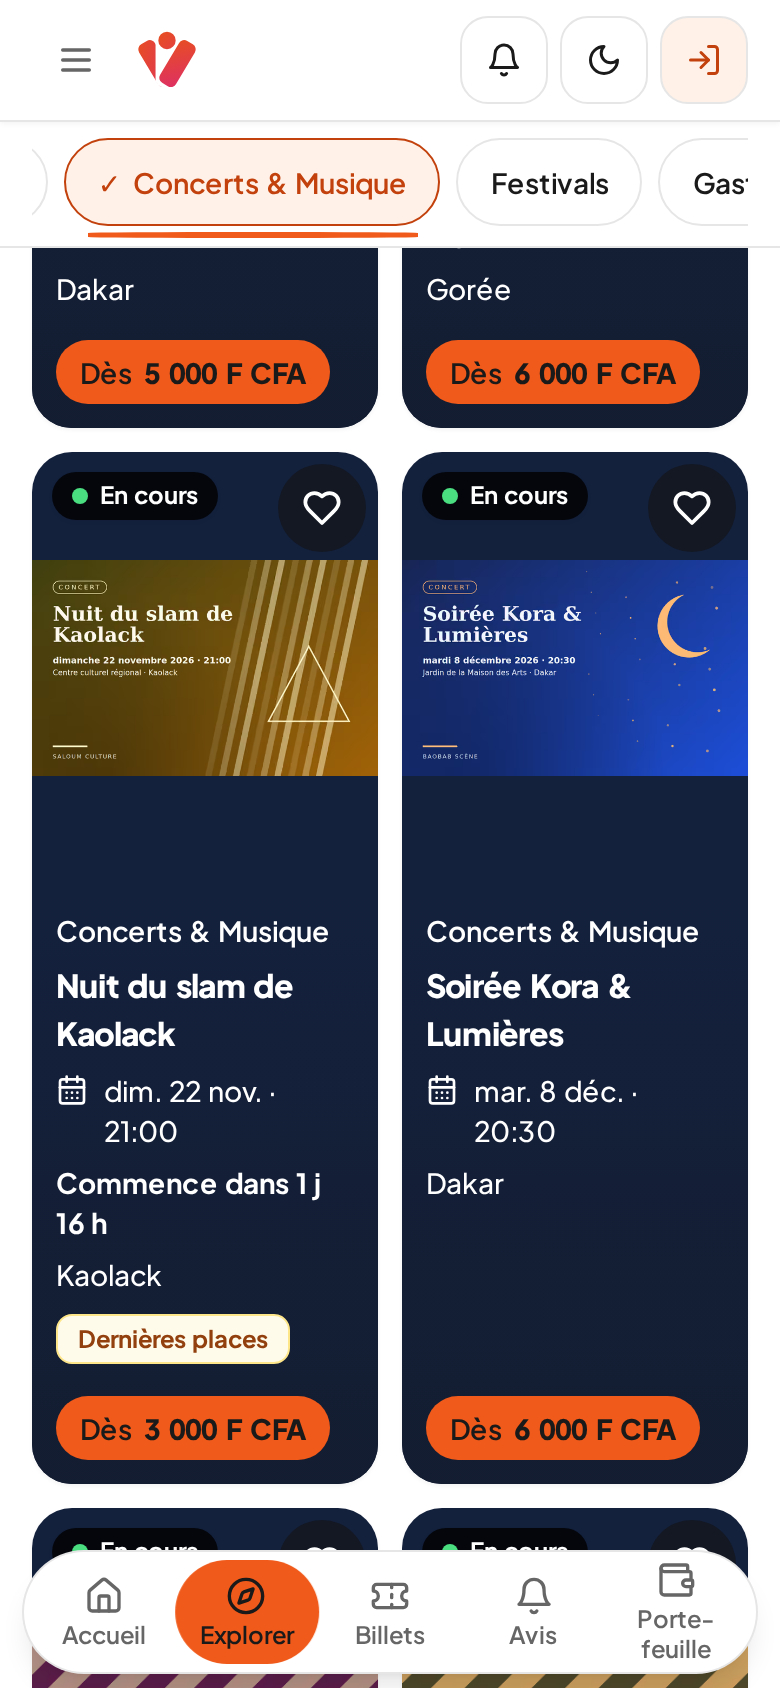 ✓ Concerts & Musique
Festivals
Gast
Dakar
Gorée
Dès 5 000 F CFA
Dès 6 000 F CFA
En cours
En cours
CONCERT
Nuit du slam de
Kaolack
dimanche 22 novembre 2026 · 21:00
Centre culturel régional · Kaolack
SALOUM CULTURE
CONCERT
Soirée Kora &
Lumières
mardi 8 décembre 2026 · 20:30
Jardin de la Maison des Arts · Dakar
BAOBAB SCÈNE
Concerts & Musique
Nuit du slam de
Kaolack
dim. 22 nov. ·
21:00
Commence dans 1 j
16 h
Kaolack
Dernières places
Dès 3 000 F CFA
Concerts & Musique
Soirée Kora &
Lumières
mar. 8 déc. ·
20:30
Dakar
Dès 6 000 F CFA
En cours
En cours
Accueil
Explorer
Billets
Avis
Porte-
feuille